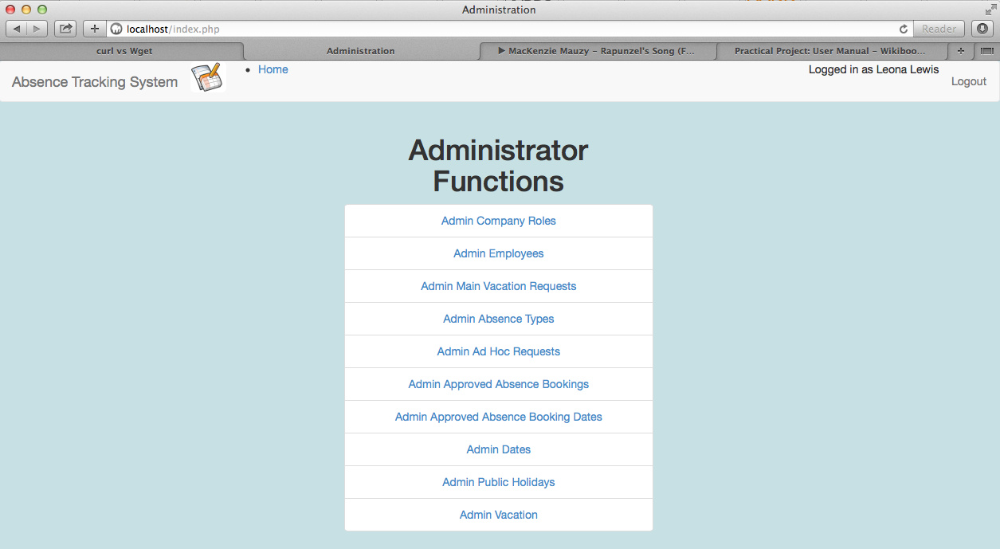 Administration
localhost/index.php
Reader
curl vs Wget
Administration
MacKenzie Mauzy – Rapunzel's Song (F...
Practical Project: User Manual – Wikiboo...
Absence Tracking System
Home
Logged in as Leona Lewis
Logout
Administrator
Functions
Admin Company Roles
Admin Employees
Admin Main Vacation Requests
Admin Absence Types
Admin Ad Hoc Requests
Admin Approved Absence Bookings
Admin Approved Absence Booking Dates
Admin Dates
Admin Public Holidays
Admin Vacation